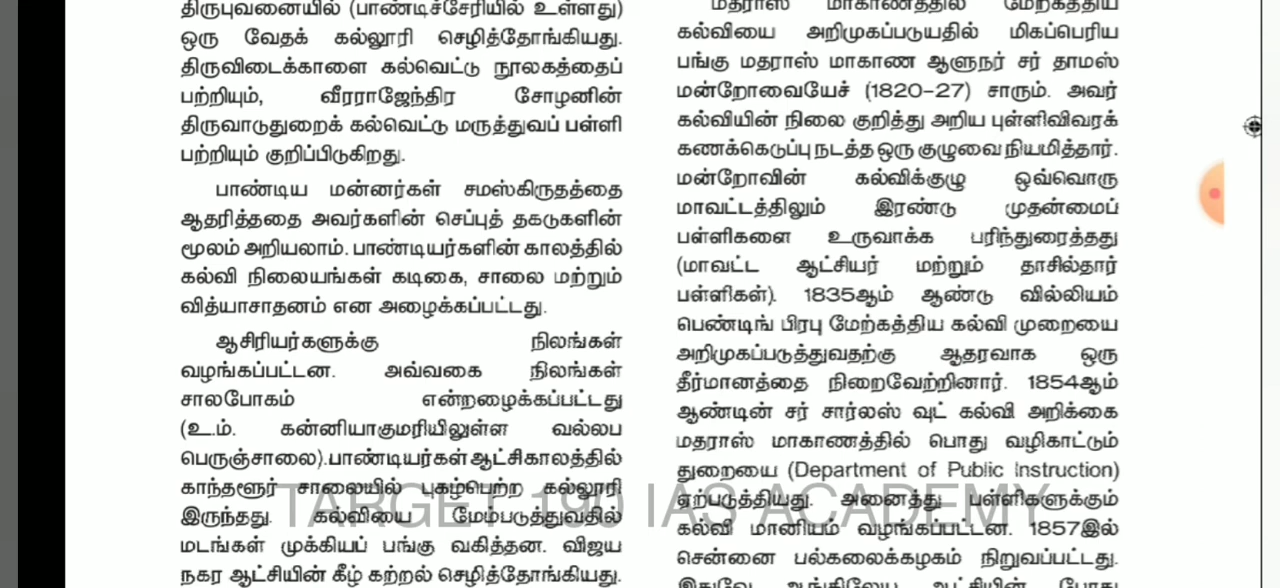 திருபுவனையில் (பாண்டிச்சேரியில் உள்ளது)
ஒரு வேதக் கல்லூரி செழித்தோங்கியது.
திருவிடைக்காளை கல்வெட்டு நூலகத்தைப்
பற்றியும், வீரராஜேந்திர சோழனின்
திருவாடுதுறைக் கல்வெட்டு மருத்துவப் பள்ளி
பற்றியும் குறிப்பிடுகிறது.
பாண்டிய மன்னர்கள் சமஸ்கிருதத்தை
ஆதரித்ததை அவர்களின் செப்புத் தகடுகளின்
மூலம் அறியலாம். பாண்டியர்களின் காலத்தில்
கல்வி நிலையங்கள் கடிகை, சாலை மற்றும்
வித்யாசாதனம் என அழைக்கப்பட்டது.
ஆசிரியர்களுக்கு நிலங்கள்
வழங்கப்பட்டன. அவ்வகை நிலங்கள்
சாலபோகம் என்றழைக்கப்பட்டது
(உ.ம். கன்னியாகுமரியிலுள்ள வல்லப
பெருஞ்சாலை).பாண்டியர்கள் ஆட்சிகாலத்தில்
காந்தளூர் சாலையில் புகழ்பெற்ற கல்லூரி
இருந்தது. கல்வியை மேம்படுத்துவதில்
மடங்கள் முக்கியப் பங்கு வகித்தன. விஜய
நகர ஆட்சியின் கீழ் கற்றல் செழித்தோங்கியது.
மதராஸ் மாகாணத்தில் மேற்கத்திய
கல்வியை அறிமுகப்படுயதில் மிகப்பெரிய
பங்கு மதராஸ் மாகாண ஆளுநர் சர் தாமஸ்
மன்றோவையேச் (1820-27) சாரும். அவர்
கல்வியின் நிலை குறித்து அறிய புள்ளிவிவரக்
கணக்கெடுப்பு நடத்த ஒரு குழுவை நியமித்தார்.
மன்றோவின் கல்விக்குழு ஒவ்வொரு
மாவட்டத்திலும் இரண்டு முதன்மைப்
பள்ளிகளை உருவாக்க பரிந்துரைத்தது
(மாவட்ட ஆட்சியர் மற்றும் தாசில்தார்
பள்ளிகள்). 1835ஆம் ஆண்டு வில்லியம்
பெண்டிங் பிரபு மேற்கத்திய கல்வி முறையை
அறிமுகப்படுத்துவதற்கு ஆதரவாக ஒரு
தீர்மானத்தை நிறைவேற்றினார். 1854ஆம்
ஆண்டின் சர் சார்லஸ் வுட் கல்வி அறிக்கை
மதராஸ் மாகாணத்தில் பொது வழிகாட்டும்
துறையை (Department of Public Instruction)
ஏற்படுத்தியது. அனைத்து பள்ளிகளுக்கும்
கல்வி மானியம் வழங்கப்பட்டன. 1857இல்
சென்னை பல்கலைக்கழகம் நிறுவப்பட்டது.
இதுவே ஆங்கிலேய ஆட்சியின் போது
TARGET 190 IAS ACADEMY